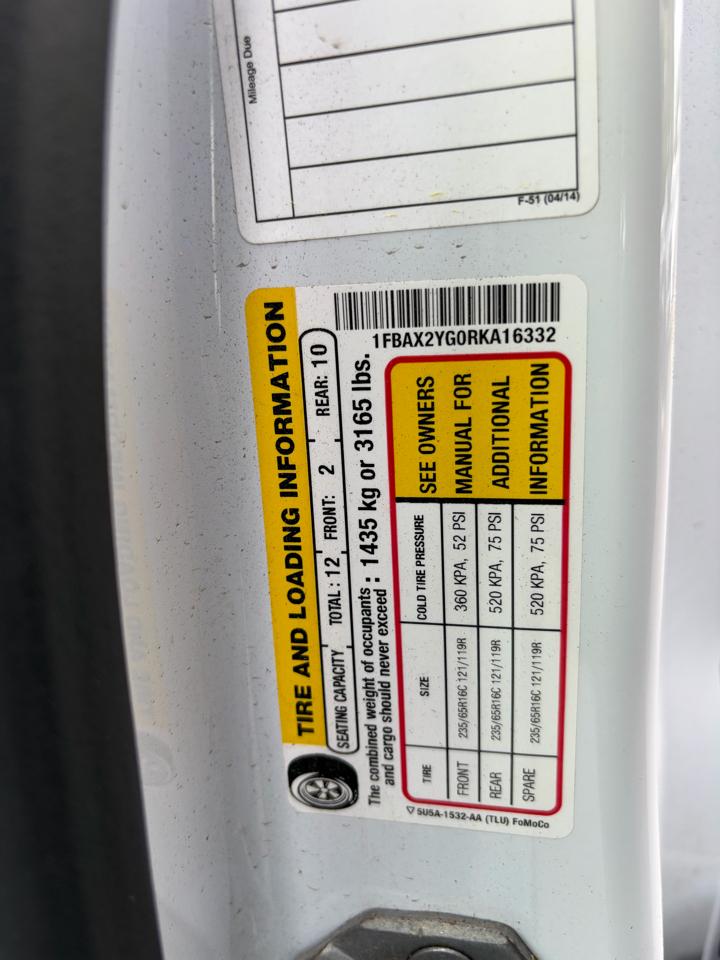 Mileage Due
F-51 (04/14)
TIRE AND LOADING INFORMATION
SEATING CAPACITY TOTAL : 12 FRONT: 2 REAR: 10
The combined weight of occupants : 1435 kg or 3165 lbs.
and cargo should never exceed
1FBAX2YG0RKA16332
TIRE SIZE COLD TIRE PRESSURE SEE OWNERS
FRONT 235/65R16C 121/119R 360 KPA, 52 PSI MANUAL FOR
REAR 235/65R16C 121/119R 520 KPA, 75 PSI ADDITIONAL
SPARE 235/65R16C 121/119R 520 KPA, 75 PSI INFORMATION
▽ 5U5A-1532-AA (TLU) FoMoCo